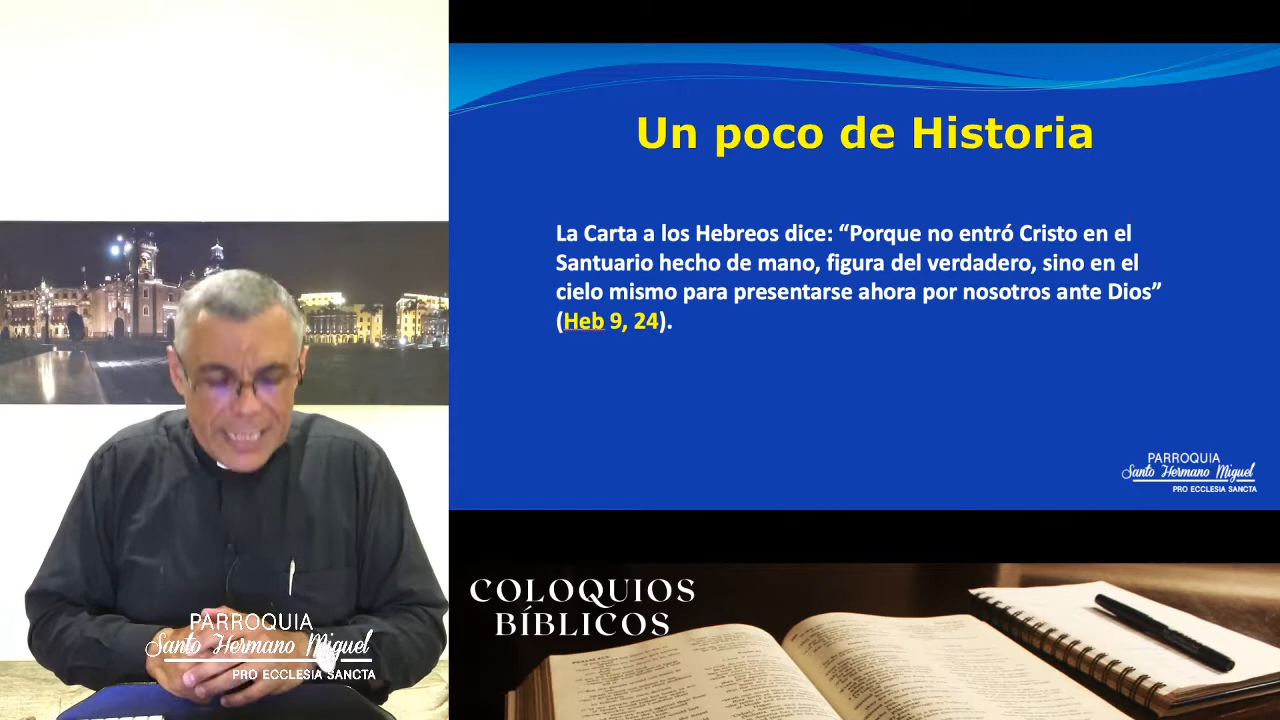 Un poco de Historia
La Carta a los Hebreos dice: “Porque no entró Cristo en el
Santuario hecho de mano, figura del verdadero, sino en el
cielo mismo para presentarse ahora por nosotros ante Dios”
(Heb 9, 24).
PARROQUIA
Santo Hermano Miguel
PRO ECCLESIA SANCTA
COLOQUIOS
BÍBLICOS
PARROQUIA
Santo Hermano Miguel
PRO ECCLESIA SANCTA